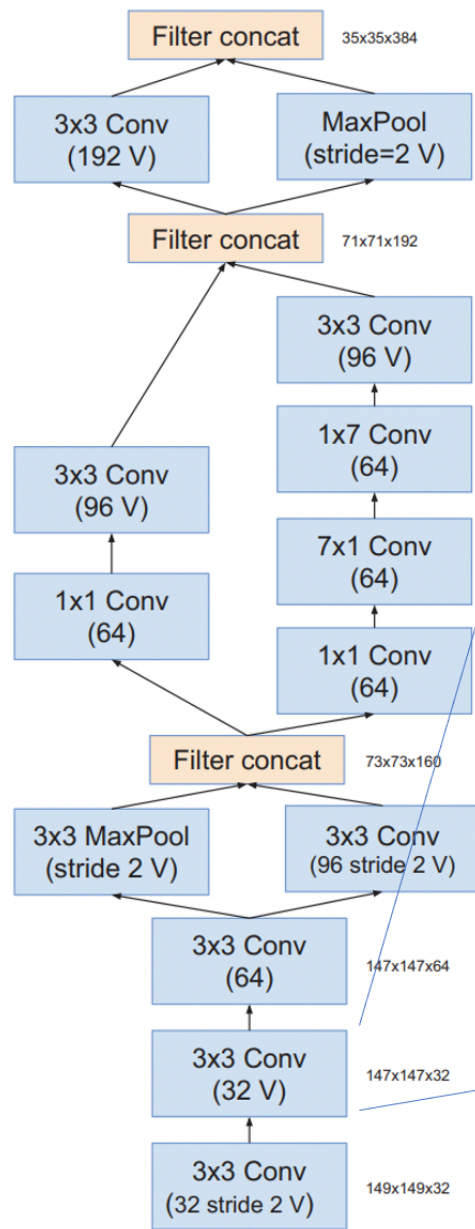 Filter concat
35x35x384
3x3 Conv
(192 V)
MaxPool
(stride=2 V)
Filter concat
71x71x192
3x3 Conv
(96 V)
1x7 Conv
(64)
3x3 Conv
(96 V)
7x1 Conv
(64)
1x1 Conv
(64)
1x1 Conv
(64)
Filter concat
73x73x160
3x3 MaxPool
(stride 2 V)
3x3 Conv
(96 stride 2 V)
3x3 Conv
(64)
147x147x64
3x3 Conv
(32 V)
147x147x32
3x3 Conv
(32 stride 2 V)
149x149x32